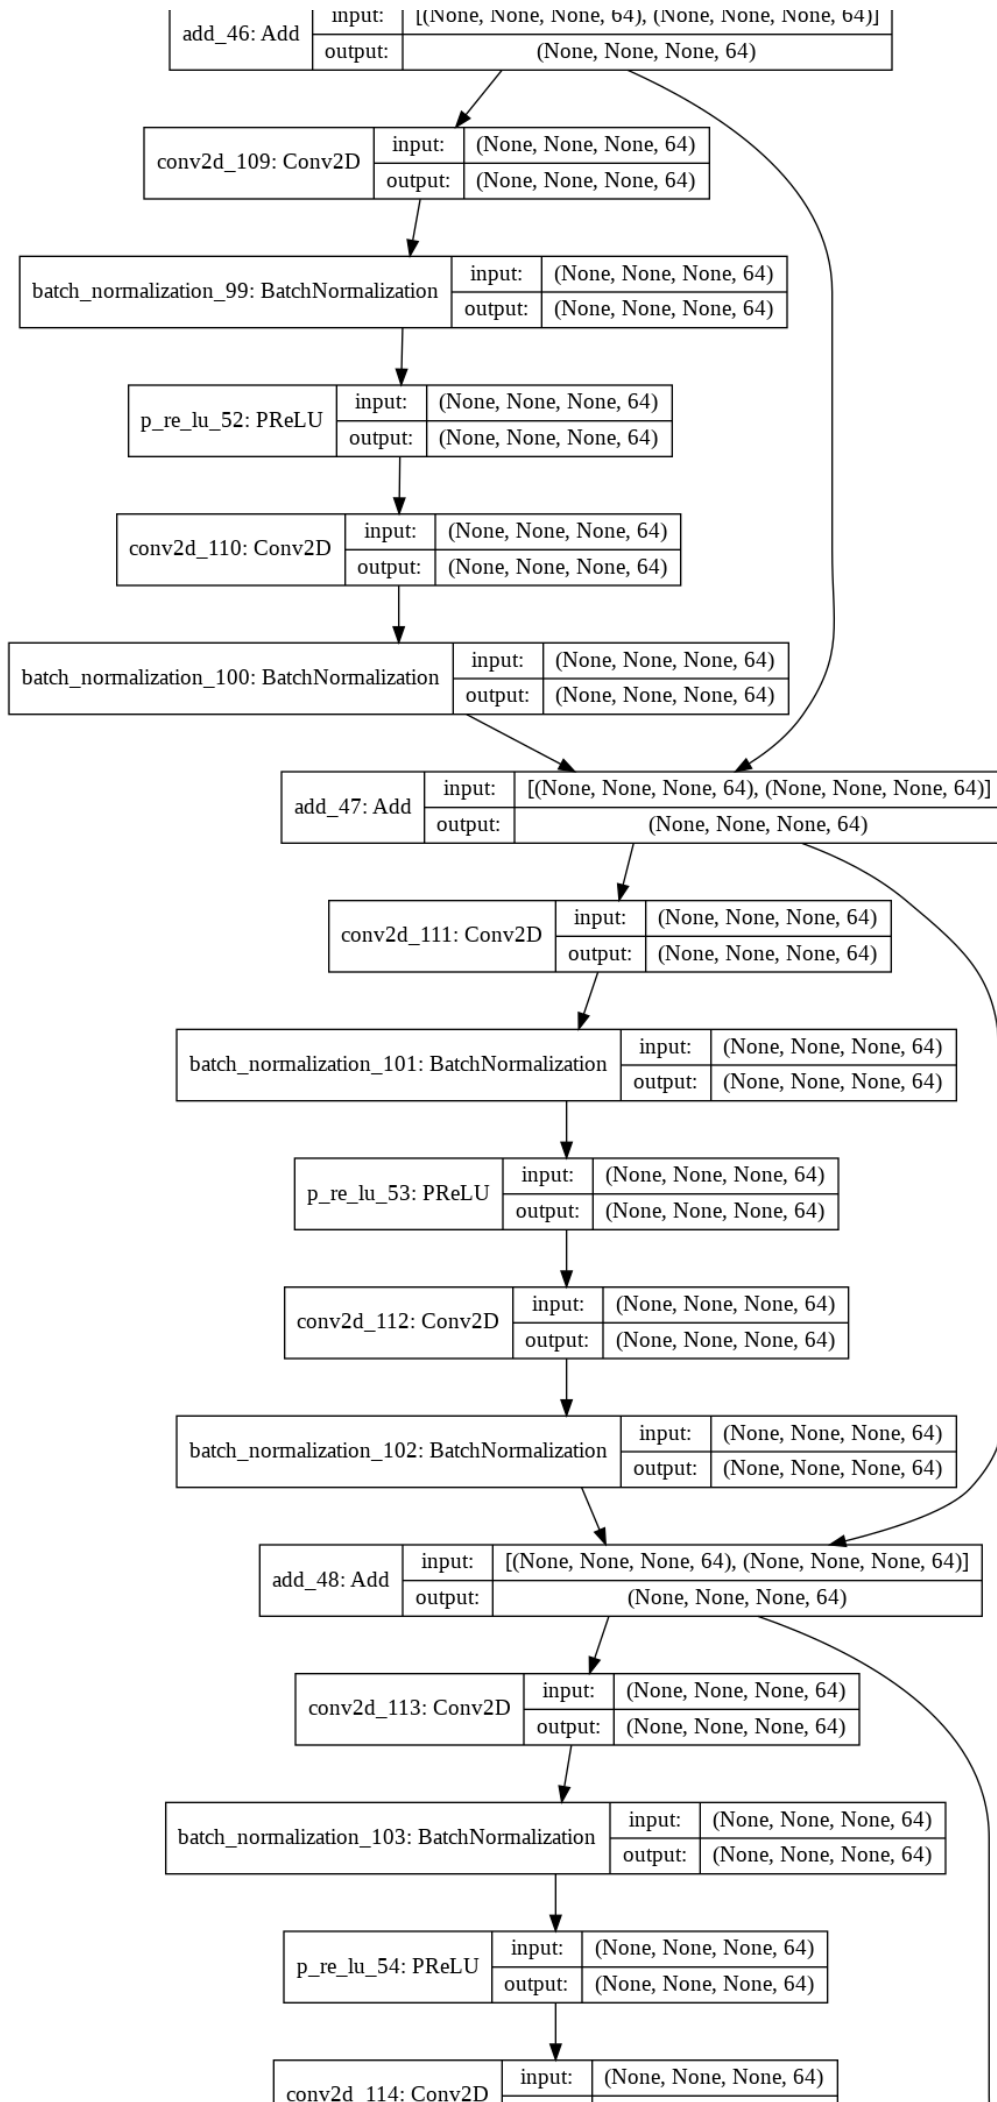 add_46: Add
input: [(None, None, None, 64), (None, None, None, 64)]
output: (None, None, None, 64)
conv2d_109: Conv2D
input: (None, None, None, 64)
output: (None, None, None, 64)
batch_normalization_99: BatchNormalization
input: (None, None, None, 64)
output: (None, None, None, 64)
p_re_lu_52: PReLU
input: (None, None, None, 64)
output: (None, None, None, 64)
conv2d_110: Conv2D
input: (None, None, None, 64)
output: (None, None, None, 64)
batch_normalization_100: BatchNormalization
input: (None, None, None, 64)
output: (None, None, None, 64)
add_47: Add
input: [(None, None, None, 64), (None, None, None, 64)]
output: (None, None, None, 64)
conv2d_111: Conv2D
input: (None, None, None, 64)
output: (None, None, None, 64)
batch_normalization_101: BatchNormalization
input: (None, None, None, 64)
output: (None, None, None, 64)
p_re_lu_53: PReLU
input: (None, None, None, 64)
output: (None, None, None, 64)
conv2d_112: Conv2D
input: (None, None, None, 64)
output: (None, None, None, 64)
batch_normalization_102: BatchNormalization
input: (None, None, None, 64)
output: (None, None, None, 64)
add_48: Add
input: [(None, None, None, 64), (None, None, None, 64)]
output: (None, None, None, 64)
conv2d_113: Conv2D
input: (None, None, None, 64)
output: (None, None, None, 64)
batch_normalization_103: BatchNormalization
input: (None, None, None, 64)
output: (None, None, None, 64)
p_re_lu_54: PReLU
input: (None, None, None, 64)
output: (None, None, None, 64)
conv2d_114: Conv2D
input: (None, None, None, 64)